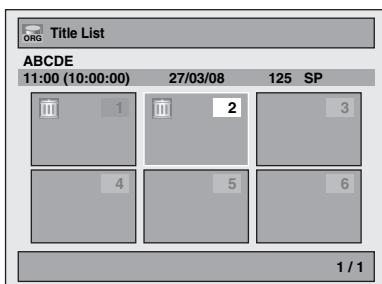 ORG Title List
ABCDE
11:00 (10:00:00) 27/03/08 125 SP
1 2 3
4 5 6
1 / 1